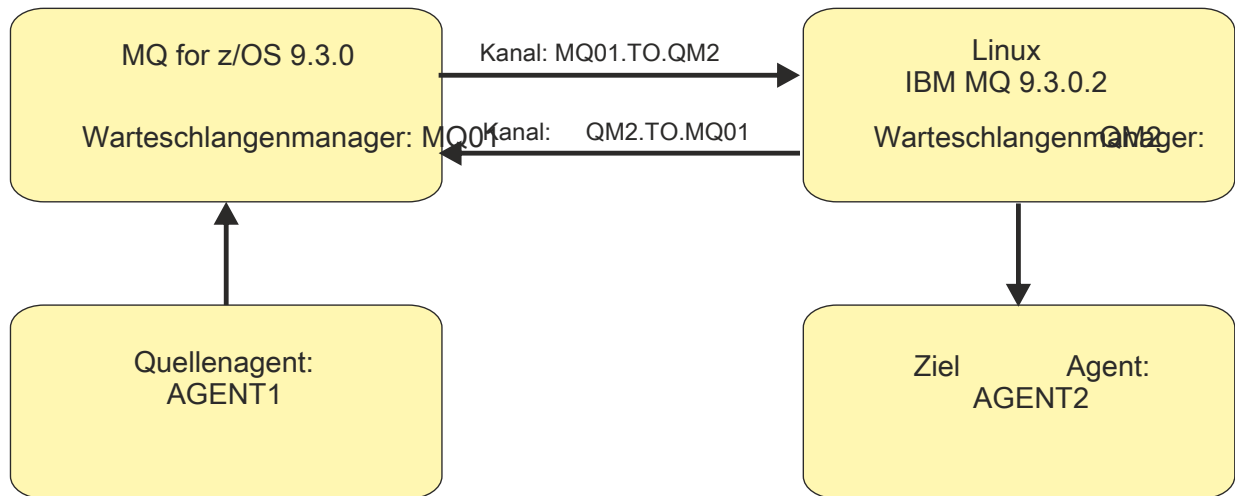 MQ for z/OS 9.3.0
Warteschlangenmanager: MQ01
Kanal: MQ01.TO.QM2
Kanal: QM2.TO.MQ01
Linux
IBM MQ 9.3.0.2
Warteschlangenmanager: QM2
Quellenagent:
AGENT1
Ziel Agent:
AGENT2